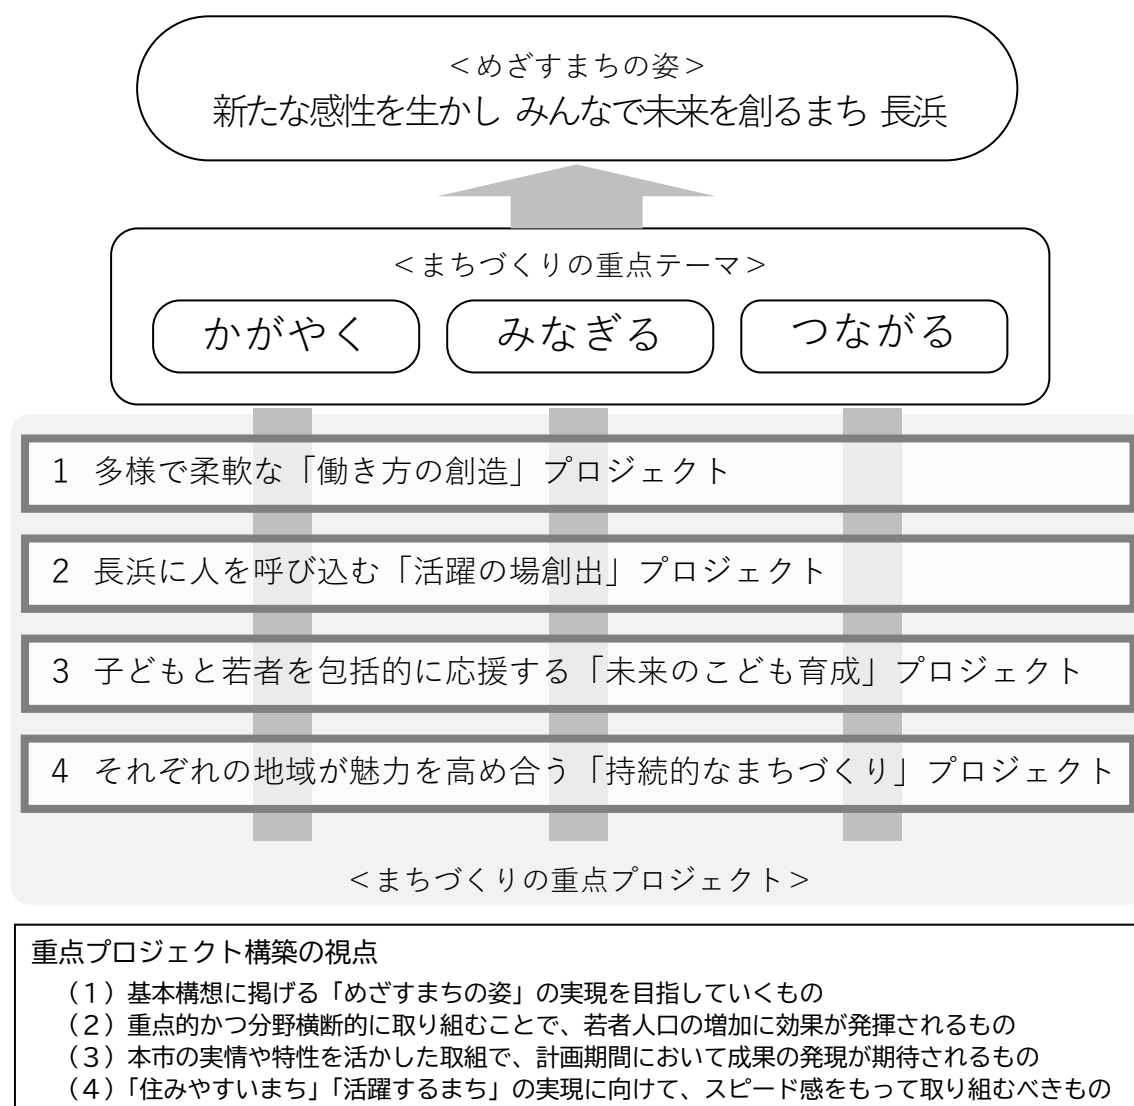 ＜めざすまちの姿＞
新たな感性を生かし みんなで未来を創るまち 長浜
＜まちづくりの重点テーマ＞
かがやく みなぎる つながる
1 多様で柔軟な「働き方の創造」プロジェクト
2 長浜に人を呼び込む「活躍の場創出」プロジェクト
3 子どもと若者を包括的に応援する「未来のこども育成」プロジェクト
4 それぞれの地域が魅力を高め合う「持続的なまちづくり」プロジェクト
＜まちづくりの重点プロジェクト＞
重点プロジェクト構築の視点
（１）基本構想に掲げる「めざすまちの姿」の実現を目指していくもの
（２）重点的かつ分野横断的に取り組むことで、若者人口の増加に効果が発揮されるもの
（３）本市の実情や特性を活かした取組で、計画期間において成果の発現が期待されるもの
（４）「住みやすいまち」「活躍するまち」の実現に向けて、スピード感をもって取り組むべきもの